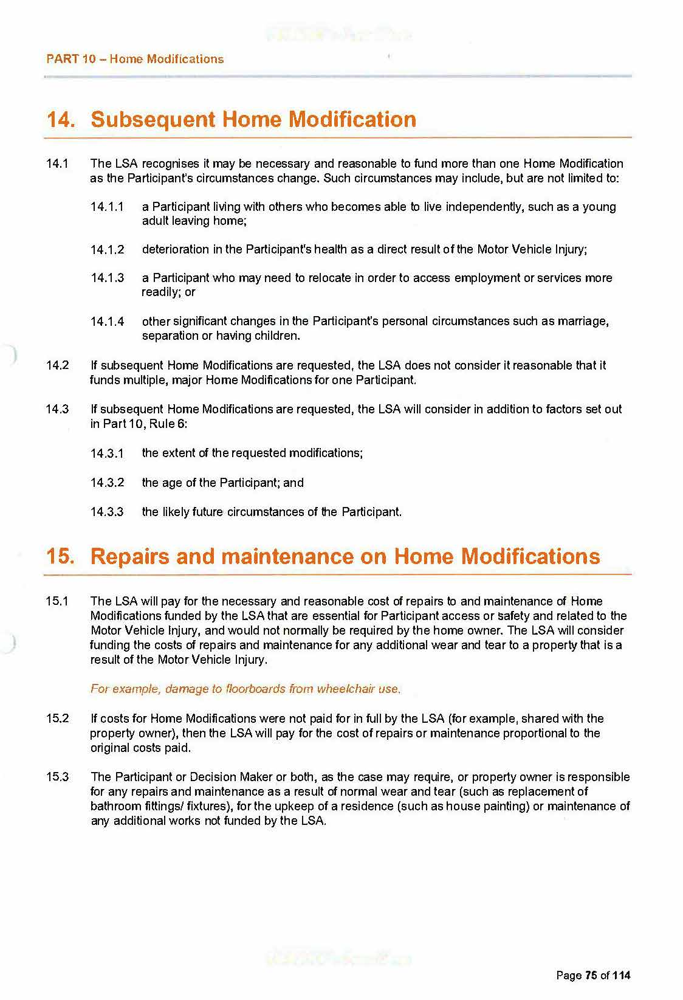 PART 10 – Home Modifications
14. Subsequent Home Modification
14.1 The LSA recognises it may be necessary and reasonable to fund more than one Home Modification
as the Participant's circumstances change. Such circumstances may include, but are not limited to:
14.1.1 a Participant living with others who becomes able to live independently, such as a young
adult leaving home;
14.1.2 deterioration in the Participant's health as a direct result of the Motor Vehicle Injury;
14.1.3 a Participant who may need to relocate in order to access employment or services more
readily; or
14.1.4 other significant changes in the Participant's personal circumstances such as marriage,
separation or having children.
14.2 If subsequent Home Modifications are requested, the LSA does not consider it reasonable that it
funds multiple, major Home Modifications for one Participant.
14.3 If subsequent Home Modifications are requested, the LSA will consider in addition to factors set out
in Part 10, Rule 6:
14.3.1 the extent of the requested modifications;
14.3.2 the age of the Participant; and
14.3.3 the likely future circumstances of the Participant.
15. Repairs and maintenance on Home Modifications
15.1 The LSA will pay for the necessary and reasonable cost of repairs to and maintenance of Home
Modifications funded by the LSA that are essential for Participant access or safety and related to the
Motor Vehicle Injury, and would not normally be required by the home owner. The LSA will consider
funding the costs of repairs and maintenance for any additional wear and tear to a property that is a
result of the Motor Vehicle Injury.
For example, damage to floorboards from wheelchair use.
15.2 If costs for Home Modifications were not paid for in full by the LSA (for example, shared with the
property owner), then the LSA will pay for the cost of repairs or maintenance proportional to the
original costs paid.
15.3 The Participant or Decision Maker or both, as the case may require, or property owner is responsible
for any repairs and maintenance as a result of normal wear and tear (such as replacement of
bathroom fittings/ fixtures), for the upkeep of a residence (such as house painting) or maintenance of
any additional works not funded by the LSA.
Page 75 of 114